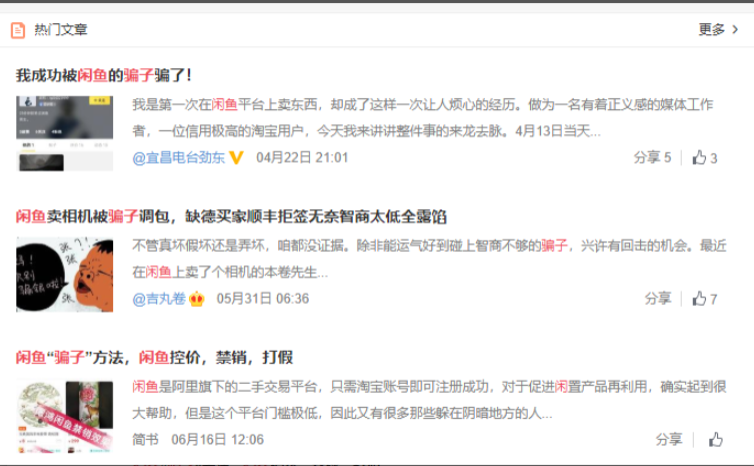 热门文章
更多 >
我成功被闲鱼的骗子骗了！
我是第一次在闲鱼平台上卖东西，却成了这样一次让人烦心的经历。做为一名有着正义感的媒体工作
者，一位信用极高的淘宝用户，今天我来讲讲整件事的来龙去脉。4月13日当天...
@宜昌电台劲东 04月22日 21:01
分享 5 3
闲鱼卖相机被骗子调包，缺德买家顺丰拒签无奈智商太低全露馅
不管真坏假坏还是弄坏，咱都没证据。除非能运气好到碰上智商不够的骗子，兴许有回击的机会。最近
在闲鱼上卖了个相机的本卷先生...
@吉丸卷 05月31日 06:36
分享 7
闲鱼“骗子”方法，闲鱼控价，禁销，打假
闲鱼是阿里旗下的二手交易平台，只需淘宝账号即可注册成功，对于促进闲置产品再利用，确实起到很
大帮助，但是这个平台门槛极低，因此又有很多那些躲在阴暗地方的人...
简书 06月16日 12:06
分享